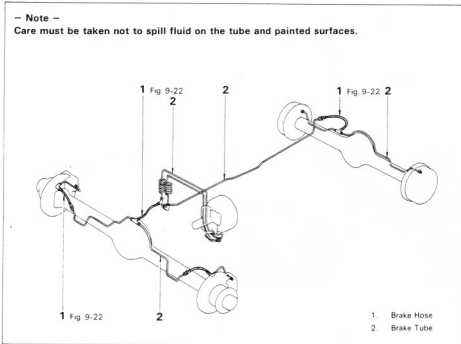 – Note –
Care must be taken not to spill fluid on the tube and painted surfaces.
1 Fig. 9-22
2
2
1 Fig. 9-22 2
1 Fig. 9-22
2
1. Brake Hose
2. Brake Tube